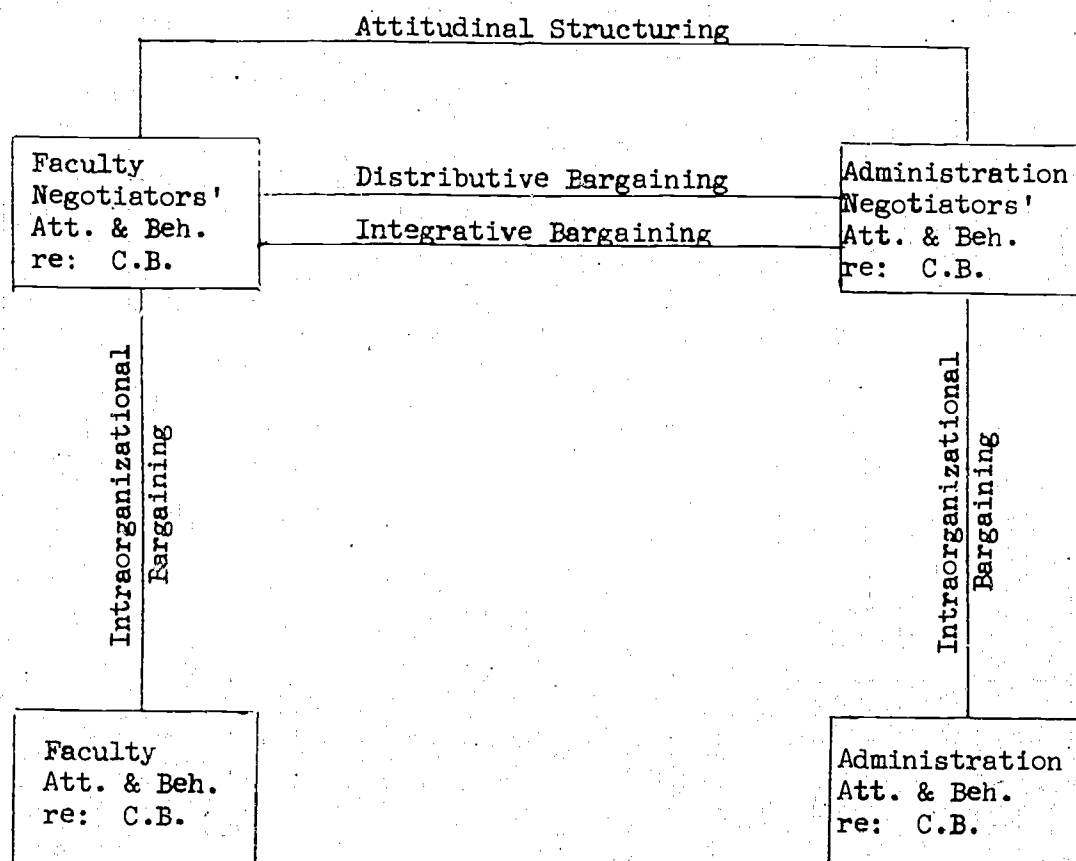 Attitudinal Structuring
Faculty
Negotiators'
Att. & Beh.
re: C.B.
Distributive Bargaining
Integrative Bargaining
Administration
Negotiators'
Att. & Beh.
re: C.B.
Intraorganizational
Bargaining
Intraorganizational
Bargaining
Faculty
Att. & Beh.
re: C.B.
Administration
Att. & Beh.
re: C.B.